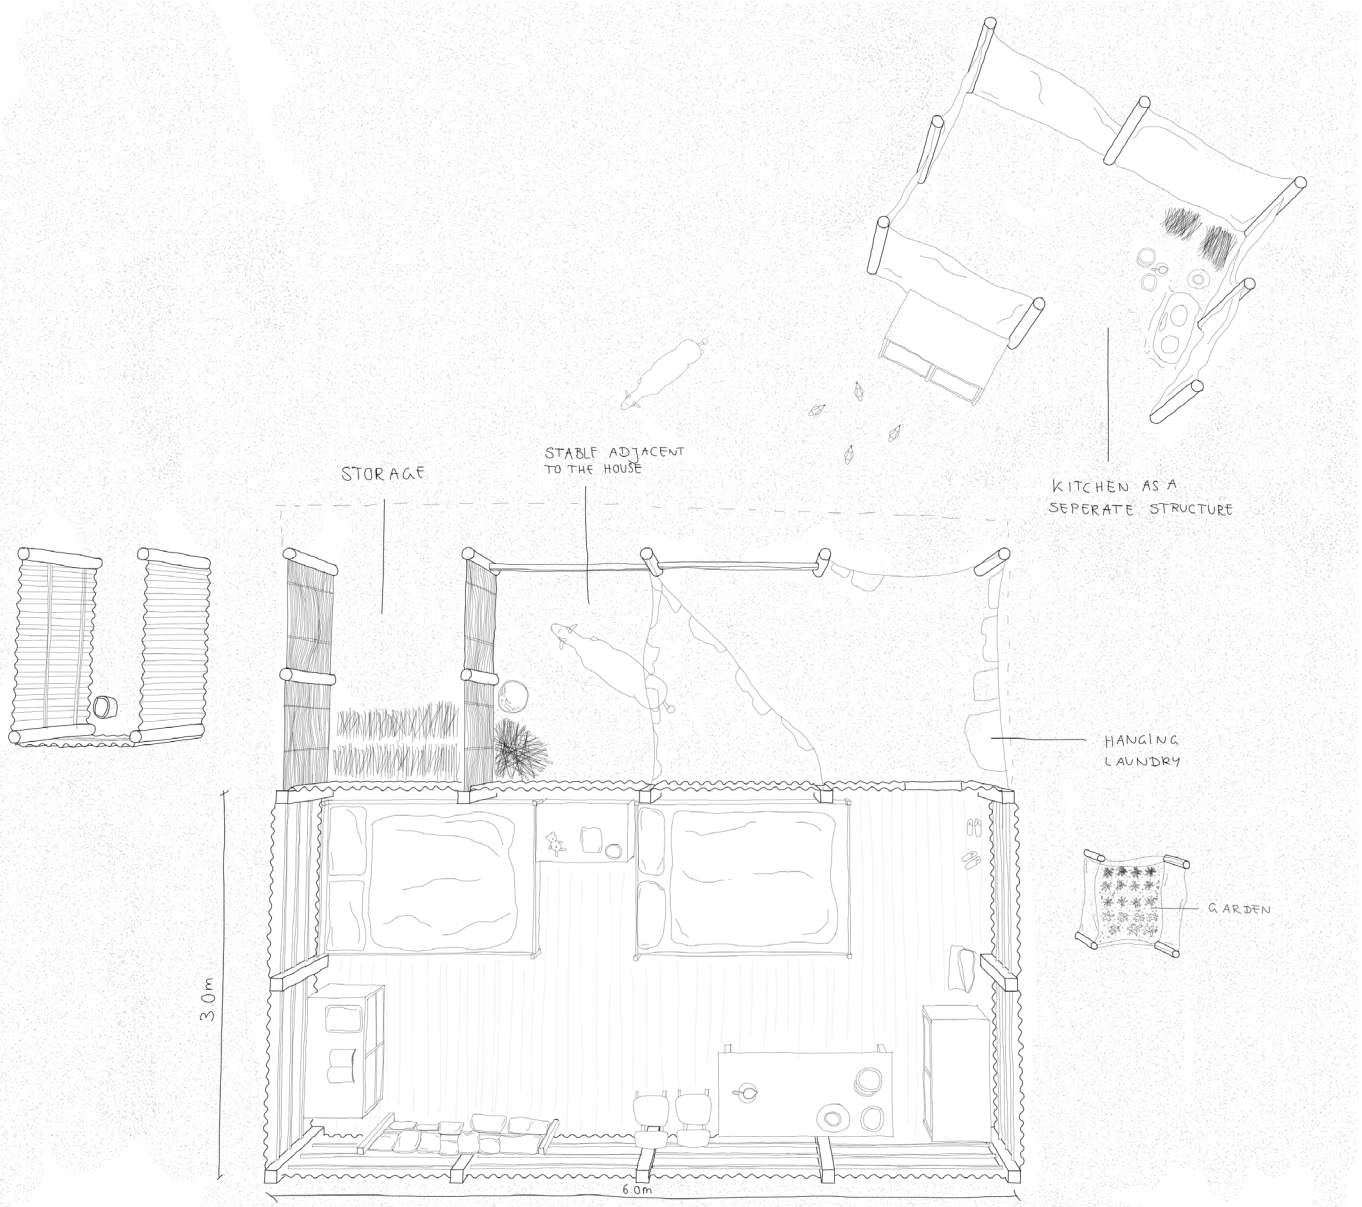 STORAGE
STABLE ADJACENT
TO THE HOUSE
KITCHEN AS A
SEPERATE STRUCTURE
HANGING
LAUNDRY
GARDEN
3.0m
6.0m